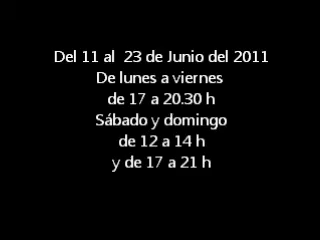 Del 11 al 23 de Junio del 2011
De lunes a viernes
de 17 a 20.30 h
Sábado y domingo
de 12 a 14 h
y de 17 a 21 h